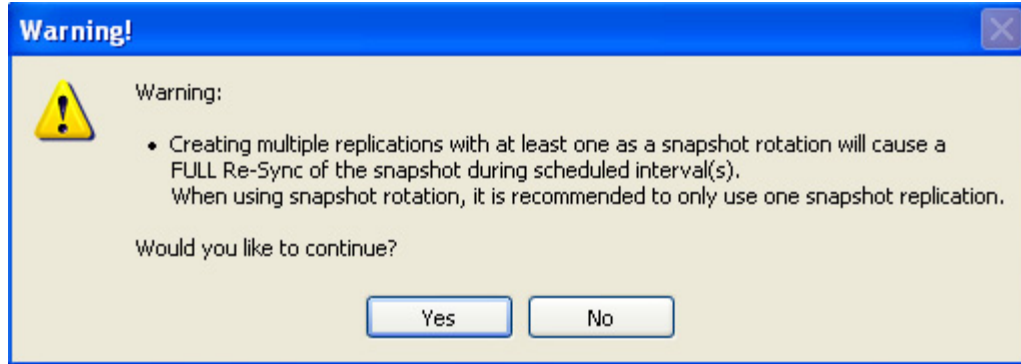 Warning!
Warning:
• Creating multiple replications with at least one as a snapshot rotation will cause a
FULL Re-Sync of the snapshot during scheduled interval(s).
When using snapshot rotation, it is recommended to only use one snapshot replication.
Would you like to continue?
Yes No